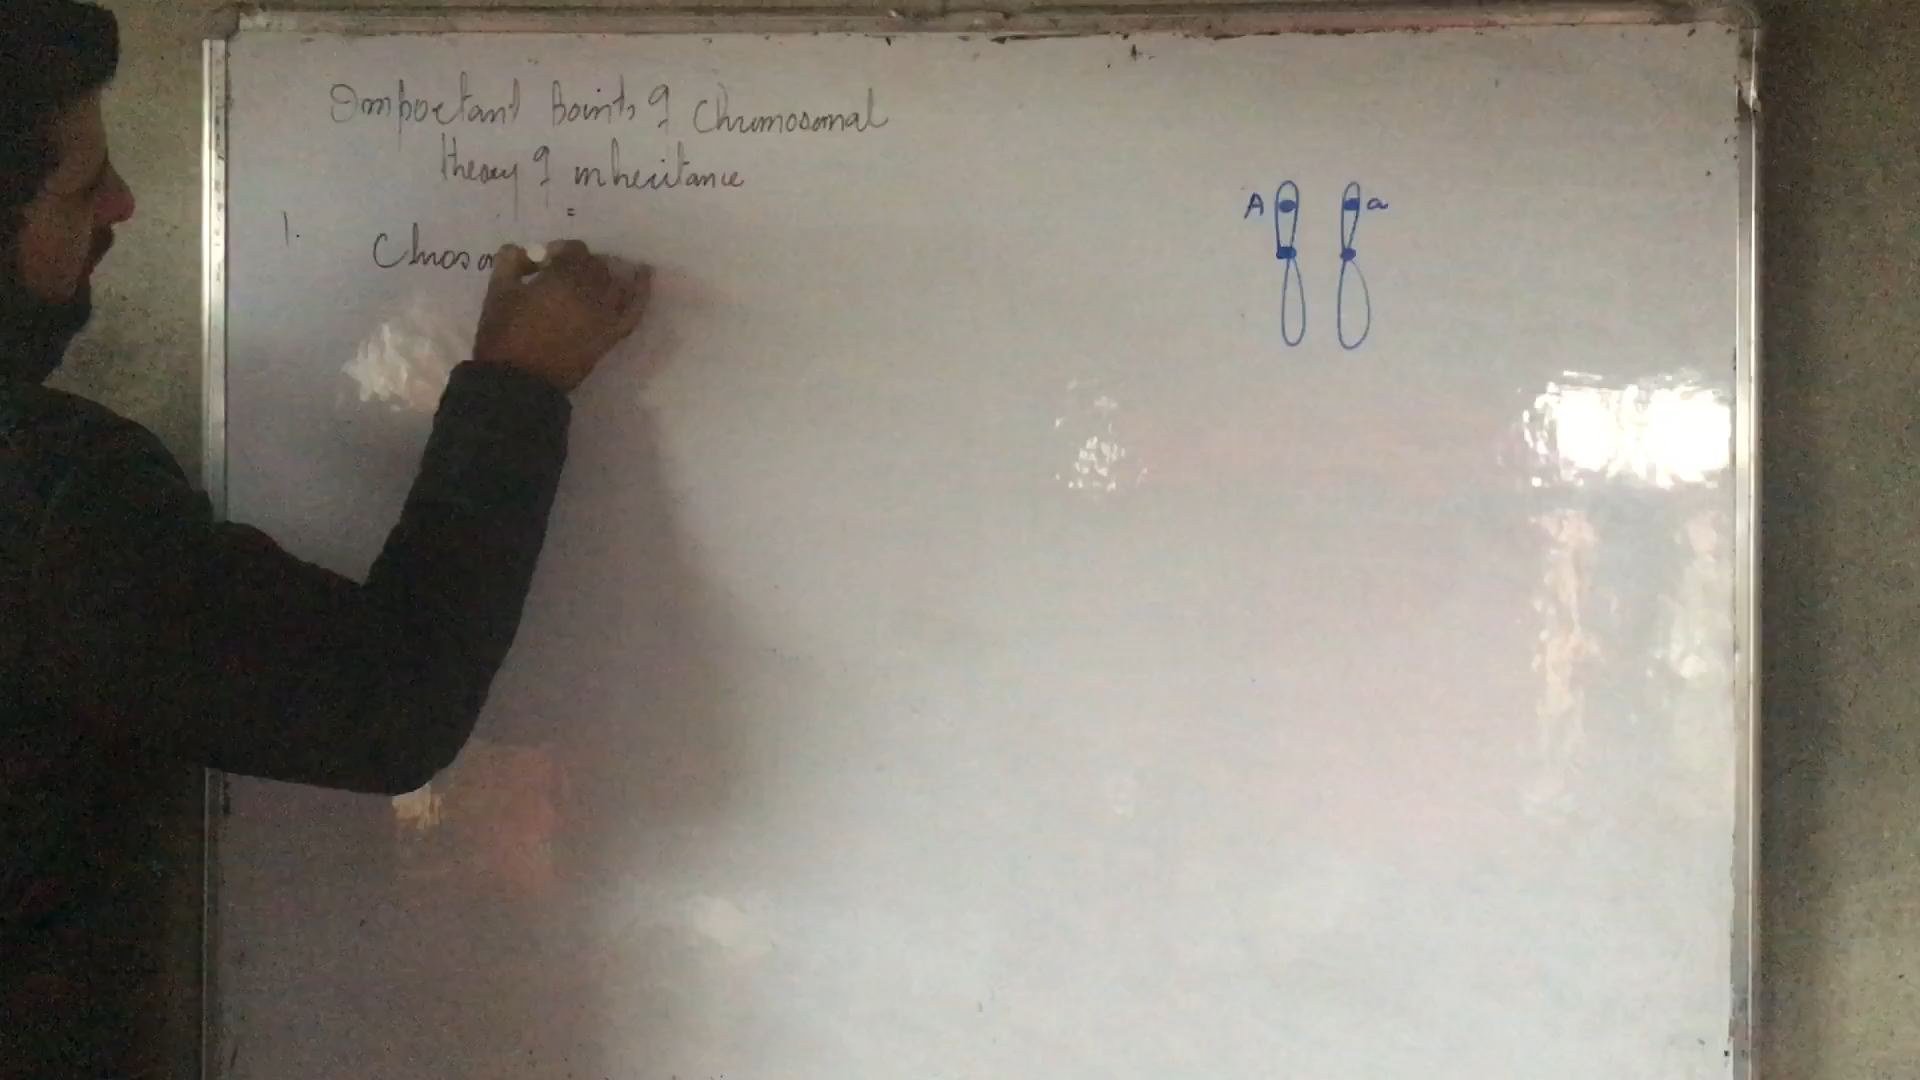 Important Points of Chromosomal
theory of inheritance
1.
A a